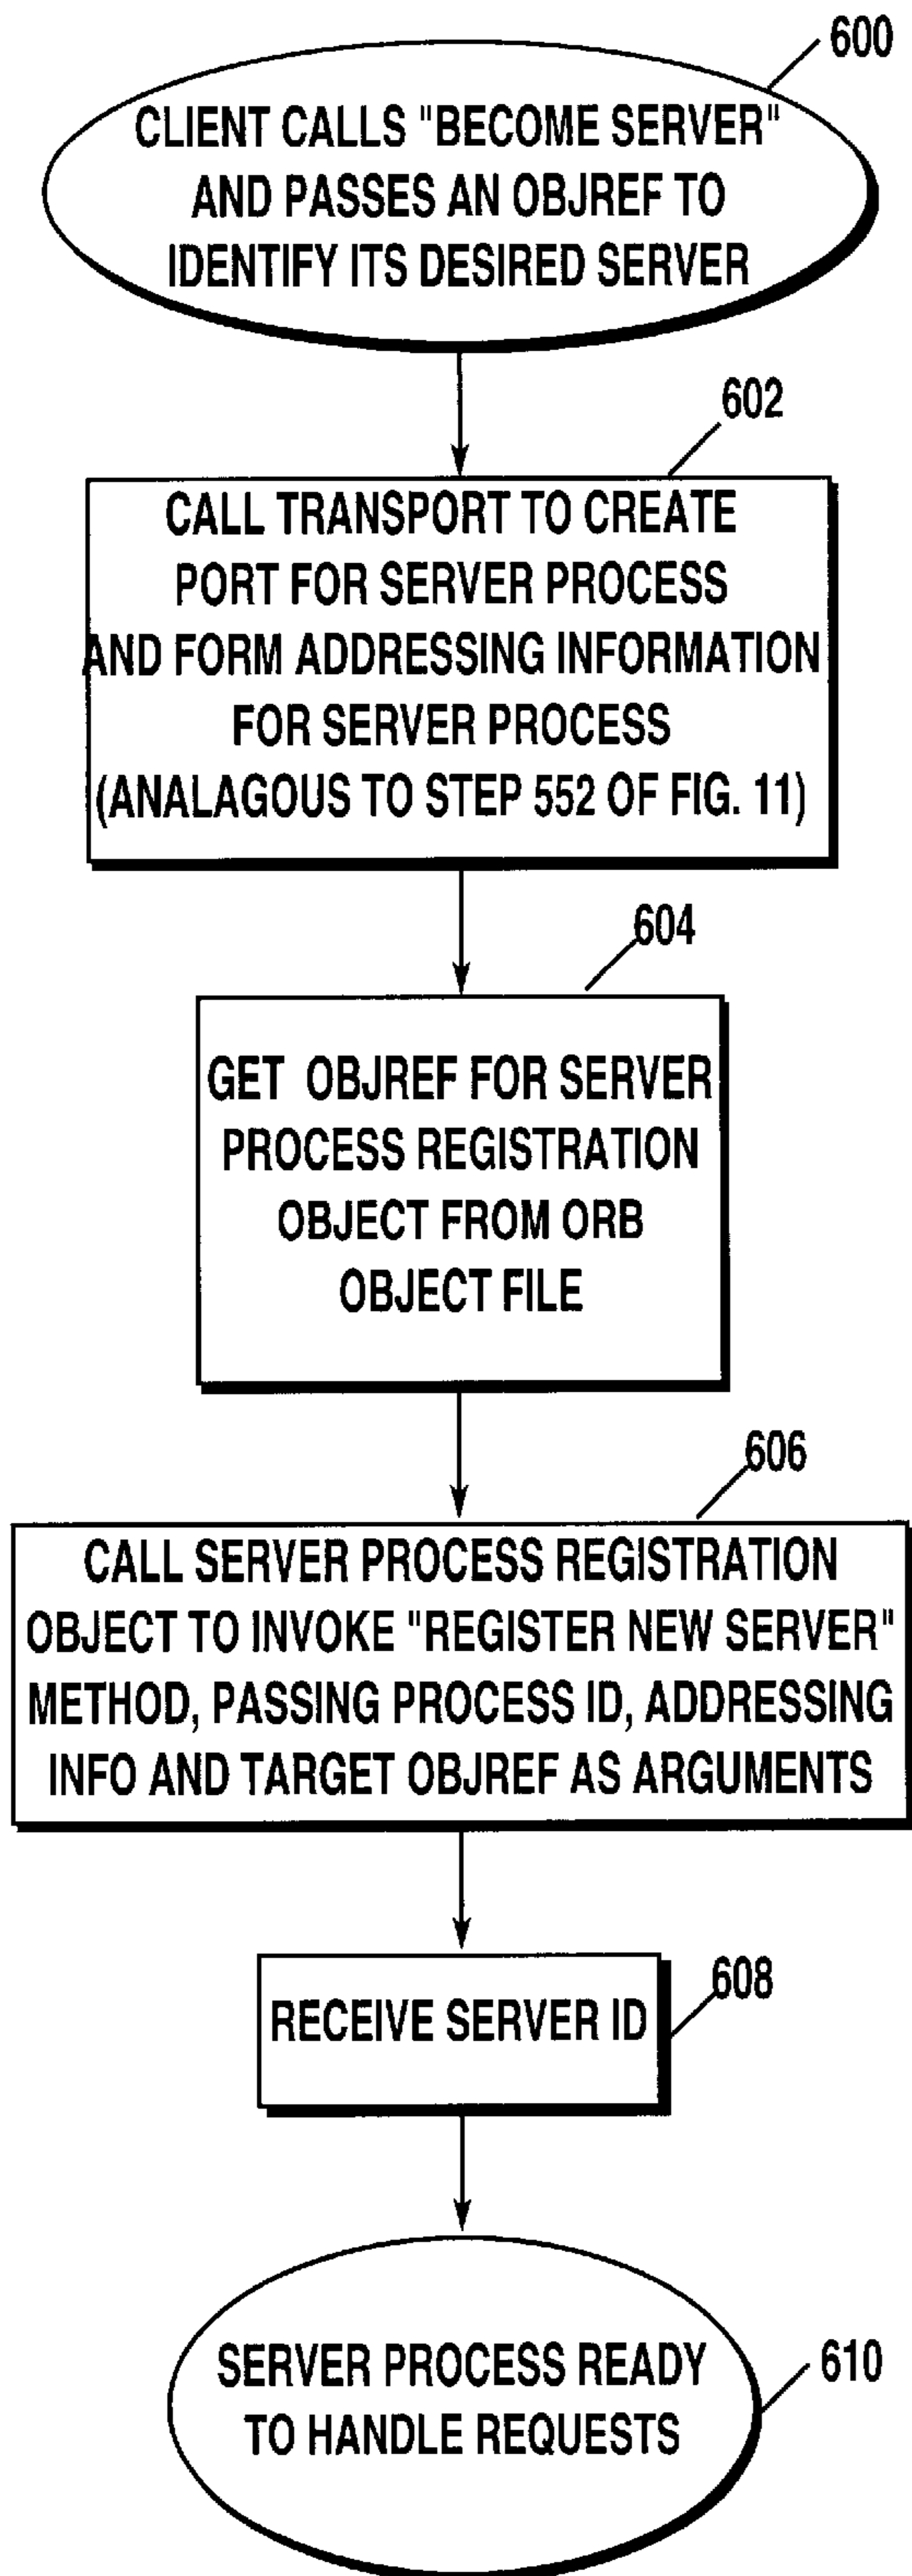 600
CLIENT CALLS "BECOME SERVER"
AND PASSES AN OBJREF TO
IDENTIFY ITS DESIRED SERVER
602
CALL TRANSPORT TO CREATE
PORT FOR SERVER PROCESS
AND FORM ADDRESSING INFORMATION
FOR SERVER PROCESS
(ANALAGOUS TO STEP 552 OF FIG. 11)
604
GET OBJREF FOR SERVER
PROCESS REGISTRATION
OBJECT FROM ORB
OBJECT FILE
606
CALL SERVER PROCESS REGISTRATION
OBJECT TO INVOKE "REGISTER NEW SERVER"
METHOD, PASSING PROCESS ID, ADDRESSING
INFO AND TARGET OBJREF AS ARGUMENTS
RECEIVE SERVER ID
608
SERVER PROCESS READY
TO HANDLE REQUESTS
610